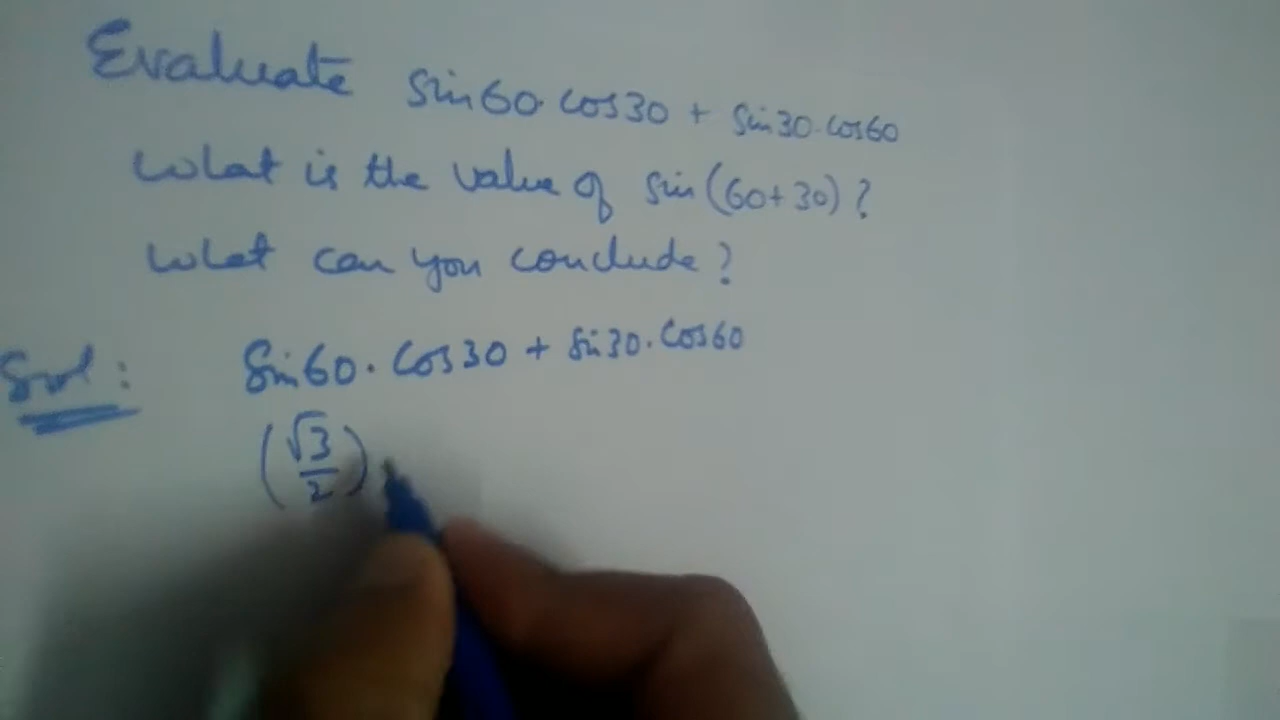 Evaluate sin60·cos30 + sin30·cos60
What is the value of sin(60+30)?
What can you conclude?
Sol: Sin60·Cos30 + Sin30·Cos60
(√3/2)